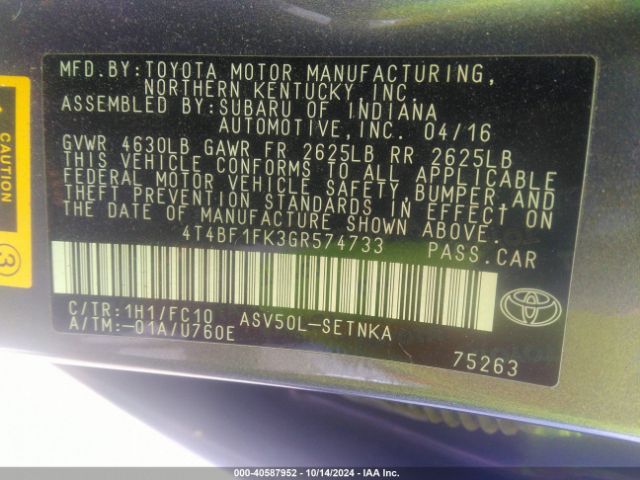 MFD.BY:TOYOTA MOTOR MANUFACTURING,
NORTHERN KENTUCKY,INC.
ASSEMBLED BY:SUBARU OF INDIANA
AUTOMOTIVE,INC. 04/16
GVWR 4630LB GAWR FR 2625LB RR 2625LB
THIS VEHICLE CONFORMS TO ALL APPLICABLE
FEDERAL MOTOR VEHICLE SAFETY,BUMPER,AND
THEFT PREVENTION STANDARDS IN EFFECT ON
THE DATE OF MANUFACTURE SHOWN ABOVE.
4T4BF1FK3GR574733 PASS.CAR
C/TR:1H1/FC10 ASV50L-SETNKA
A/TM:-01A/U760E
75263
3
000-40587952 - 10/14/2024 - IAA Inc.